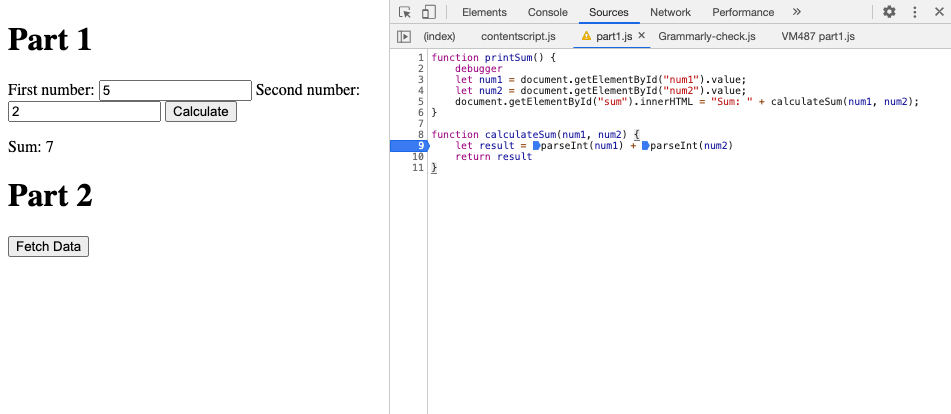 Part 1
First number: 5 Second number:
2 Calculate
Sum: 7
Part 2
Fetch Data
Elements Console Sources Network Performance »
(index) contentscript.js part1.js × Grammarly-check.js VM487 part1.js
1 function printSum() {
2 debugger
3 let num1 = document.getElementById("num1").value;
4 let num2 = document.getElementById("num2").value;
5 document.getElementById("sum").innerHTML = "Sum: " + calculateSum(num1, num2);
6 }
7
8 function calculateSum(num1, num2) {
9 let result = parseInt(num1) + parseInt(num2)
10 return result
11 }